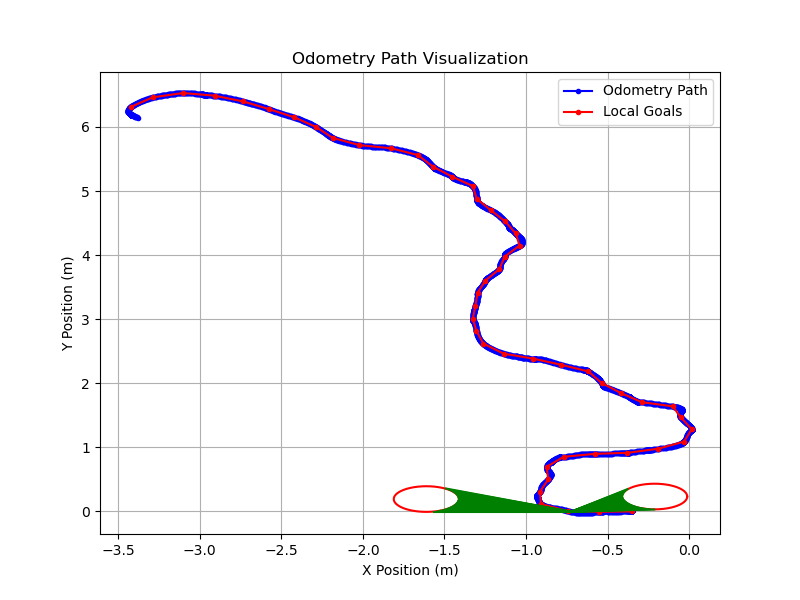 Odometry Path Visualization
Odometry Path
Local Goals
Y Position (m)
6
5
4
3
2
1
0
−3.5 −3.0 −2.5 −2.0 −1.5 −1.0 −0.5 0.0
X Position (m)